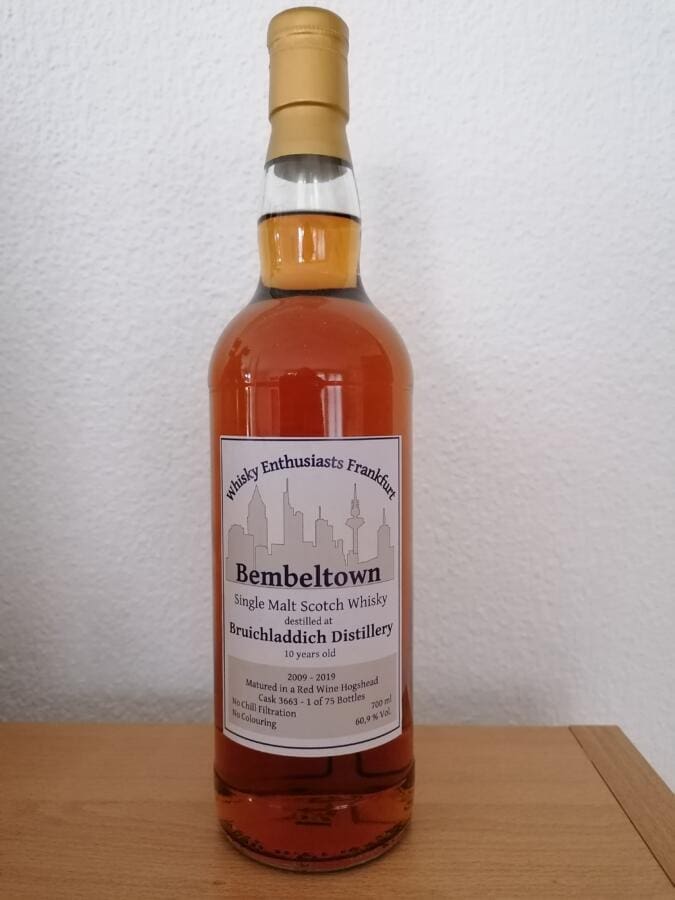 Whisky Enthusiasts Frankfurt
Bembeltown
Single Malt Scotch Whisky
destilled at
Bruichladdich Distillery
10 years old
2009 - 2019
Matured in a Red Wine Hogshead
Cask 3663 - 1 of 75 Bottles
No Chill Filtration 700 ml
No Colouring 60,9 % Vol.